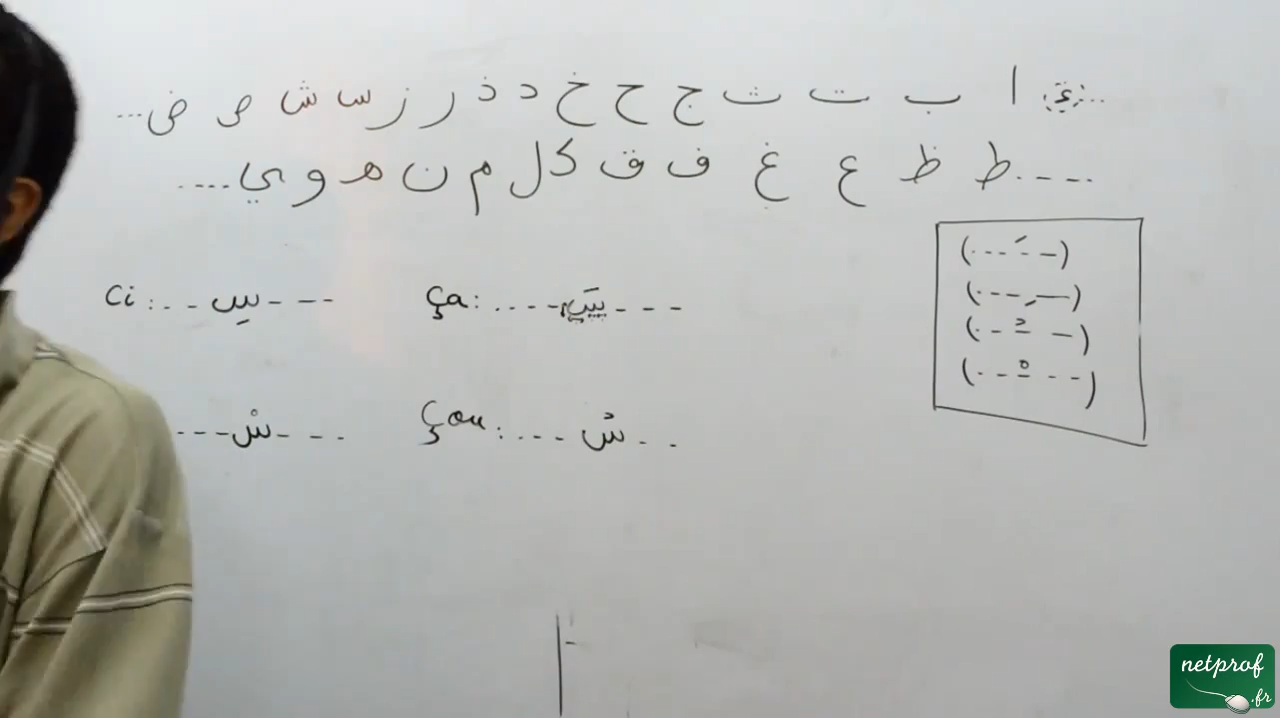 ...ء ا ب ت ث ج ح خ د ذ ر ز س ش ص ض...
....ط ظ ع غ ف ق ك ل م ن ه و ي....
(---َ--)
(---ِ--)
(--ُ--)
(--ْ--)
Ci :--سِ---
Ça :....--سَ---
---سْ---
Çou :---سُ--
netprof
.fr